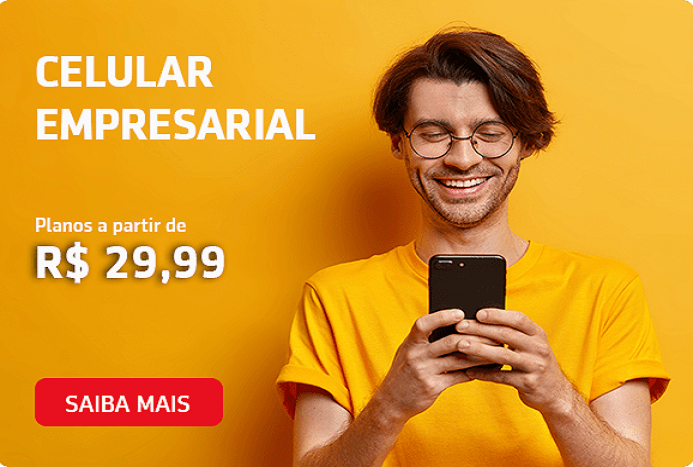 CELULAR
EMPRESARIAL
Planos a partir de
R$ 29,99
SAIBA MAIS